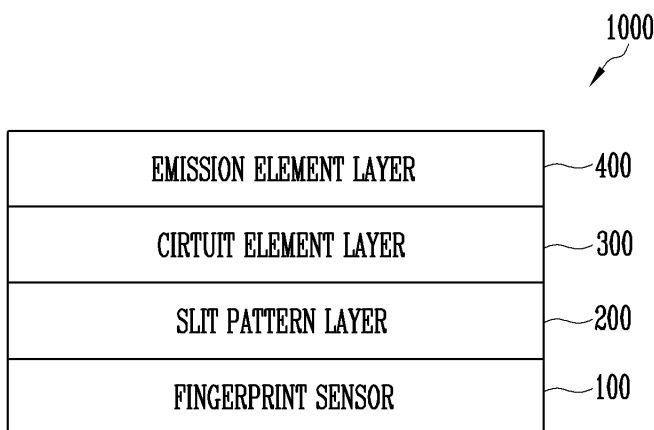 1000
EMISSION ELEMENT LAYER 400
CIRTUIT ELEMENT LAYER 300
SLIT PATTERN LAYER 200
FINGERPRINT SENSOR 100